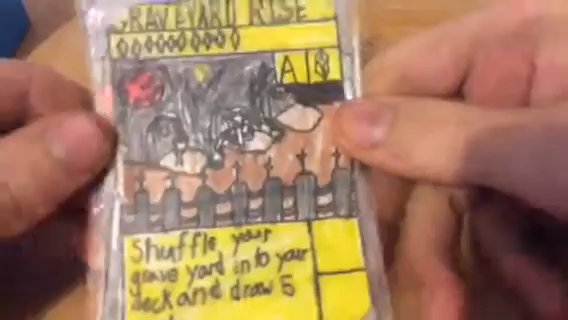 GRAVEYARD RISE
A
Shuffle your
grave yard in to your
deck and draw 5